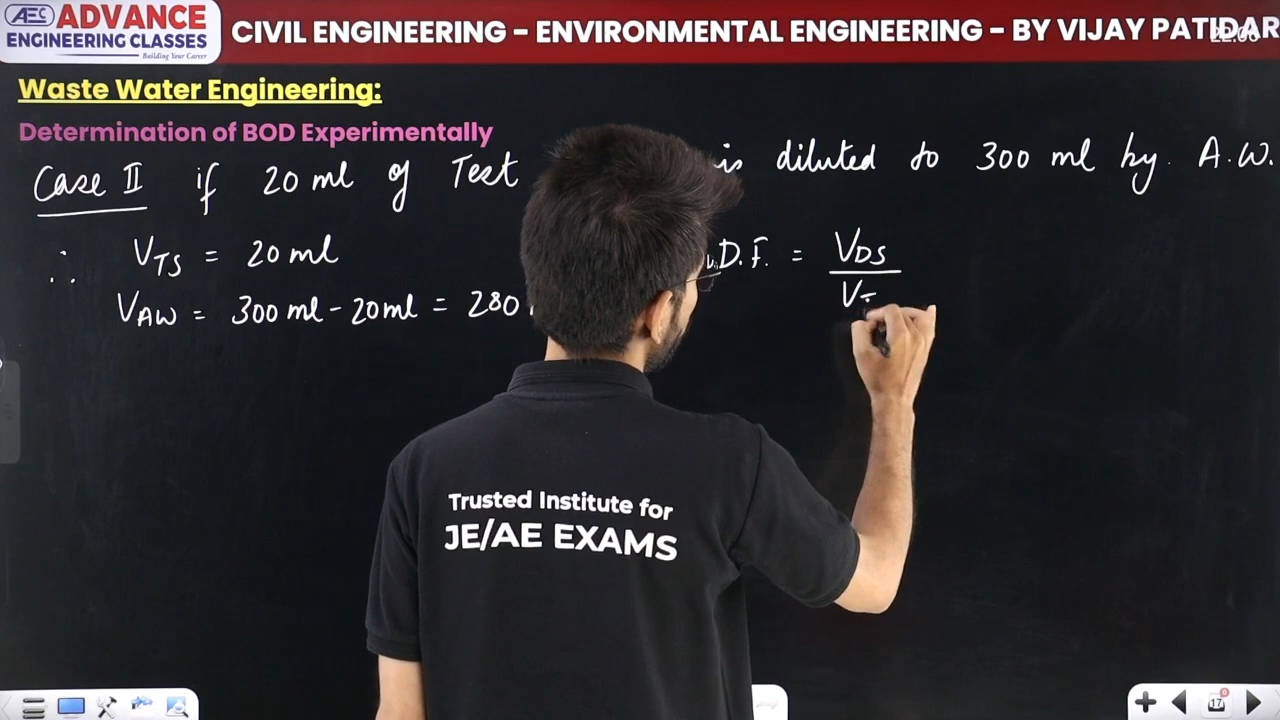 AEC ADVANCE
ENGINEERING CLASSES
Building Your Career
CIVIL ENGINEERING - ENVIRONMENTAL ENGINEERING - BY VIJAY PATIDAR
Waste Water Engineering:
Determination of BOD Experimentally
Case II if 20 ml of Test is diluted to 300 ml by. A.W.
∴ VTS = 20 ml D.F. = VDS
V
VAW = 300 ml - 20 ml = 280
Trusted Institute for
JE/AE EXAMS
17